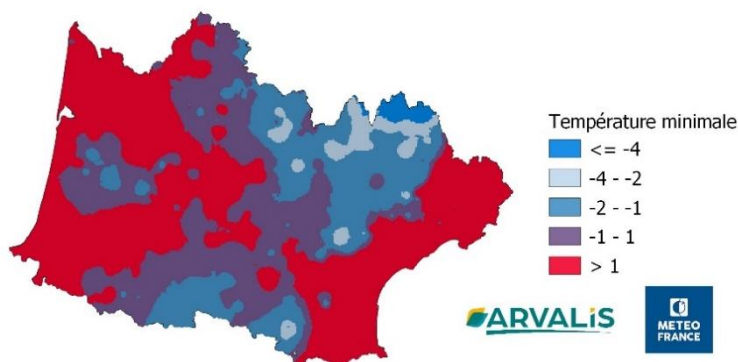 Température minimale
<= -4
-4 - -2
-2 - -1
-1 - 1
> 1
ARVALIS
METEO
FRANCE